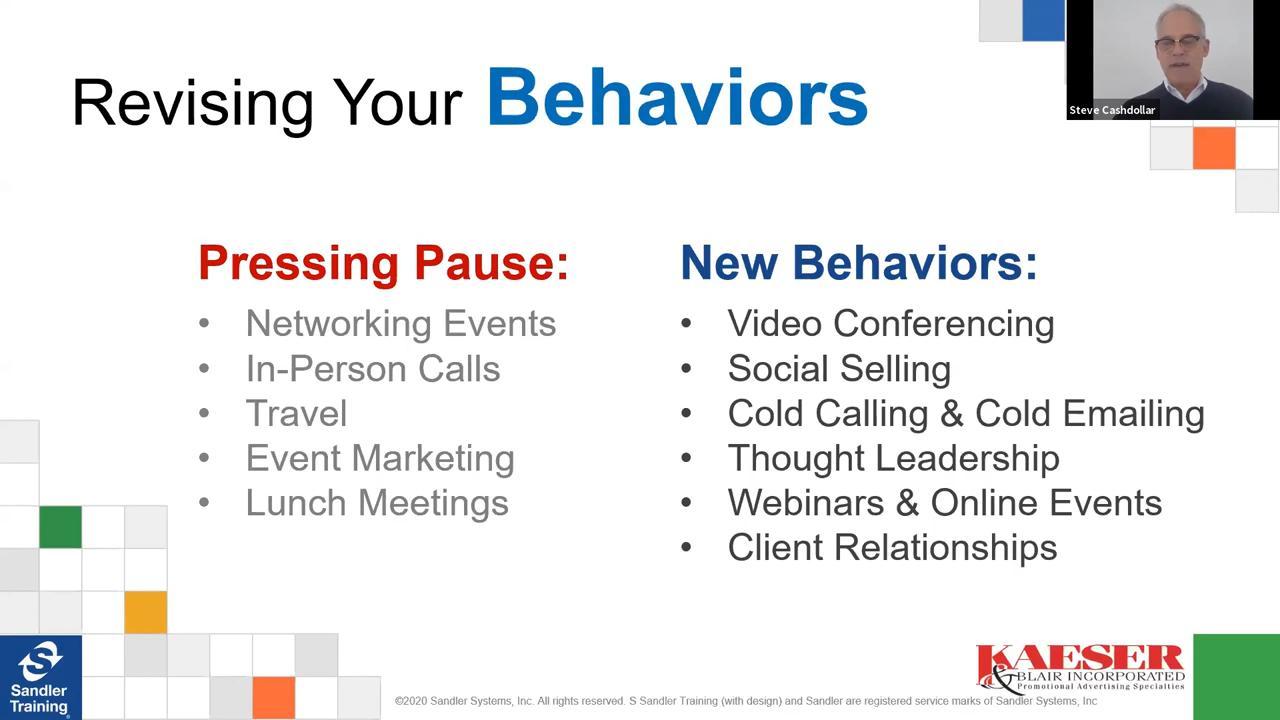 Revising Your Behaviors
Steve Cashdollar
Pressing Pause:
• Networking Events
• In-Person Calls
• Travel
• Event Marketing
• Lunch Meetings
New Behaviors:
• Video Conferencing
• Social Selling
• Cold Calling & Cold Emailing
• Thought Leadership
• Webinars & Online Events
• Client Relationships
S
Sandler
Training®
KAESER
& BLAIR INCORPORATED
Promotional Advertising Specialties
©2020 Sandler Systems, Inc. All rights reserved. S Sandler Training (with design) and Sandler are registered service marks of Sandler Systems, Inc